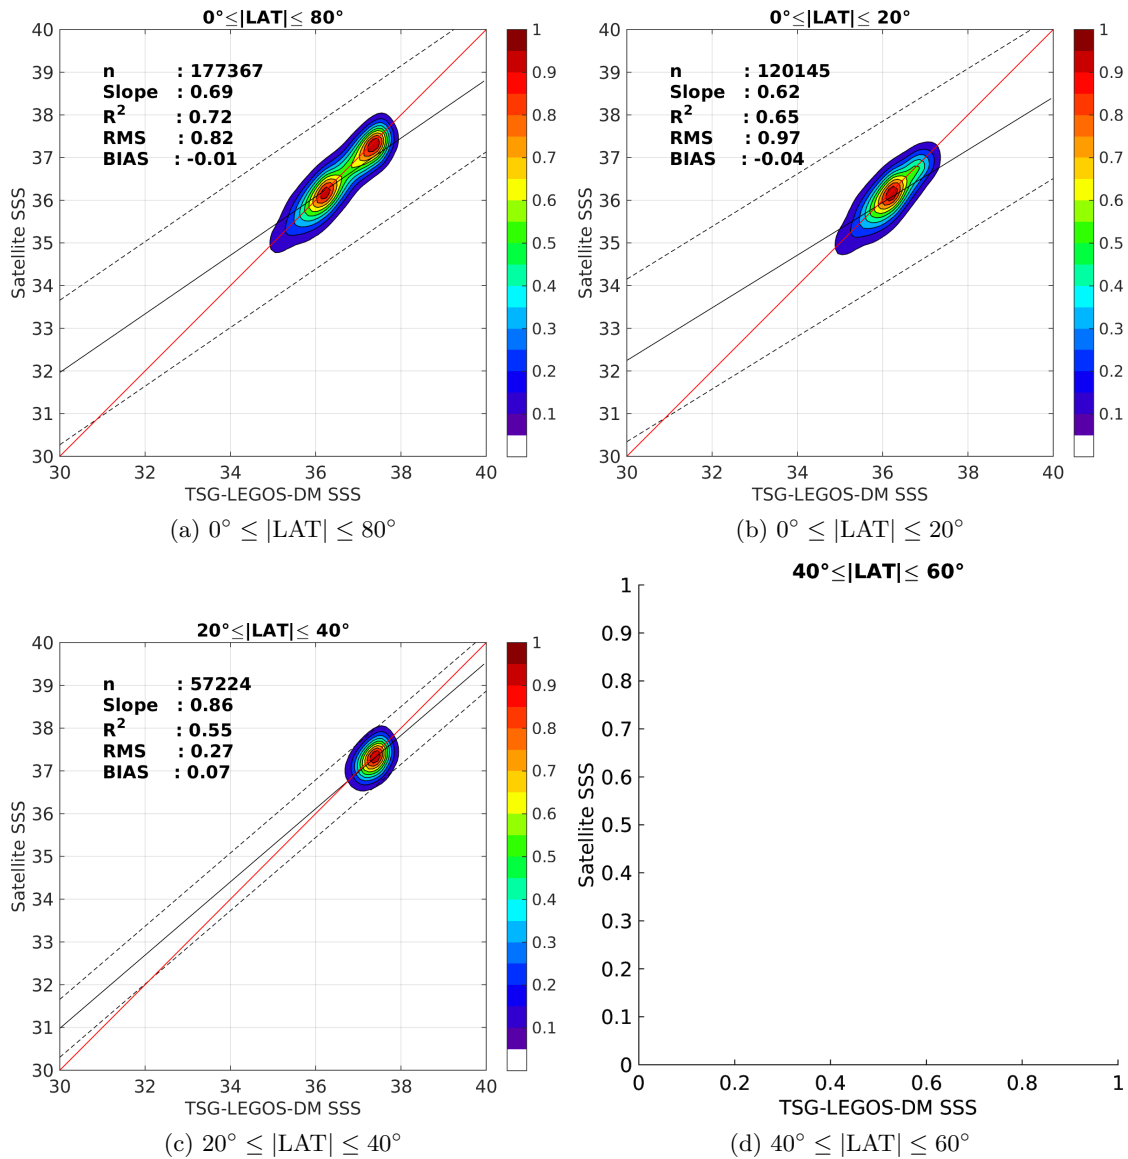 0°≤|LAT|≤ 80°
n : 177367
Slope : 0.69
R² : 0.72
RMS : 0.82
BIAS : -0.01
40
39
38
37
36
35
34
33
32
31
30
30 32 34 36 38 40
Satellite SSS
TSG-LEGOS-DM SSS
1
0.9
0.8
0.7
0.6
0.5
0.4
0.3
0.2
0.1
(a) 0° ≤ |LAT| ≤ 80°
0°≤|LAT|≤ 20°
n : 120145
Slope : 0.62
R² : 0.65
RMS : 0.97
BIAS : -0.04
40
39
38
37
36
35
34
33
32
31
30
30 32 34 36 38 40
Satellite SSS
TSG-LEGOS-DM SSS
1
0.9
0.8
0.7
0.6
0.5
0.4
0.3
0.2
0.1
(b) 0° ≤ |LAT| ≤ 20°
20°≤|LAT|≤ 40°
n : 57224
Slope : 0.86
R² : 0.55
RMS : 0.27
BIAS : 0.07
40
39
38
37
36
35
34
33
32
31
30
30 32 34 36 38 40
Satellite SSS
TSG-LEGOS-DM SSS
1
0.9
0.8
0.7
0.6
0.5
0.4
0.3
0.2
0.1
(c) 20° ≤ |LAT| ≤ 40°
40°≤|LAT|≤ 60°
1
0.9
0.8
0.7
0.6
0.5
0.4
0.3
0.2
0.1
0
0 0.2 0.4 0.6 0.8 1
Satellite SSS
TSG-LEGOS-DM SSS
(d) 40° ≤ |LAT| ≤ 60°